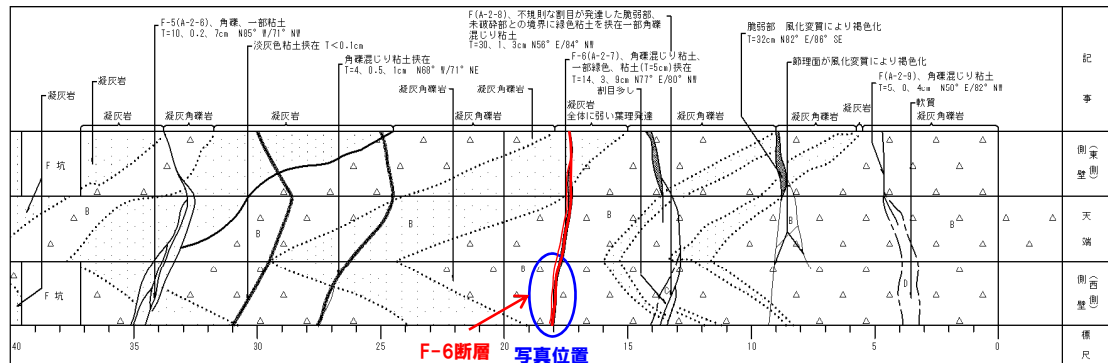 F-5(A-2-6)、角礫、一部粘土
T=10、0.2、7cm N85° W/71° NW
淡灰色粘土挟在 T<0.1cm
角礫混じり粘土挟在
T=4、0.5、1cm N68° W/71° NE
F(A-2-8)、不規則な割目が発達した脆弱部、
未破砕部との境界に緑色粘土を挟在一部角礫
混じり粘土
T=30、1、3cm N56° E/84° NW
F-6(A-2-7)、角礫混じり粘土、
一部緑色、粘土(T=5cm)挟在
T=14、3、9cm N77° E/80° NW
割目多し
脆弱部 風化変質により褐色化
T=32cm N82° E/86° SE
節理面が風化変質により褐色化
F(A-2-9)、角礫混じり粘土
T=5、0、4cm N50° E/82° NW
軟質
凝灰岩
凝灰岩
凝灰岩
凝灰角礫岩
凝灰岩
凝灰角礫岩
凝灰角礫岩
凝灰岩
全体に弱い葉理発達
凝灰角礫岩
凝灰角礫岩
凝灰岩
凝灰角礫岩
記事
F 坑
側壁(東側)
B
B
B
B
B
B
天端
F 坑
B
D
側壁(西側)
40
35
30
25
20
15
10
5
0
標尺
F-6断層
写真位置